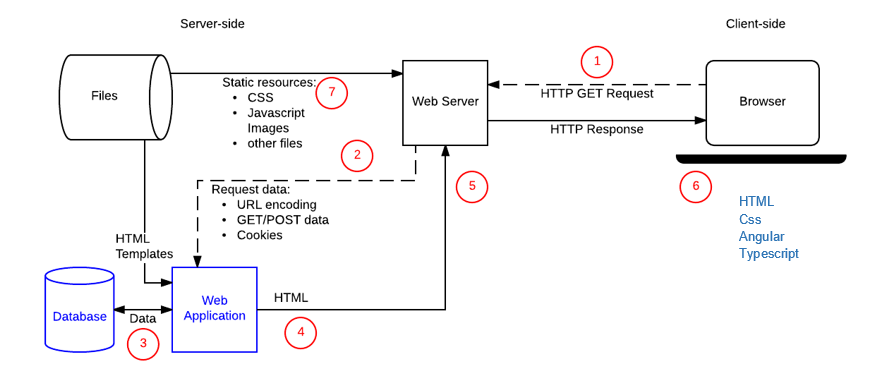 Server-side
Client-side
1
Files
Static resources:
7
• CSS
• Javascript
Images
• other files
Web Server
HTTP GET Request
Browser
HTTP Response
2
Request data:
• URL encoding
• GET/POST data
• Cookies
5
6
HTML
Css
Angular
Typescript
HTML
Templates
Database
Data
3
Web
Application
HTML
4